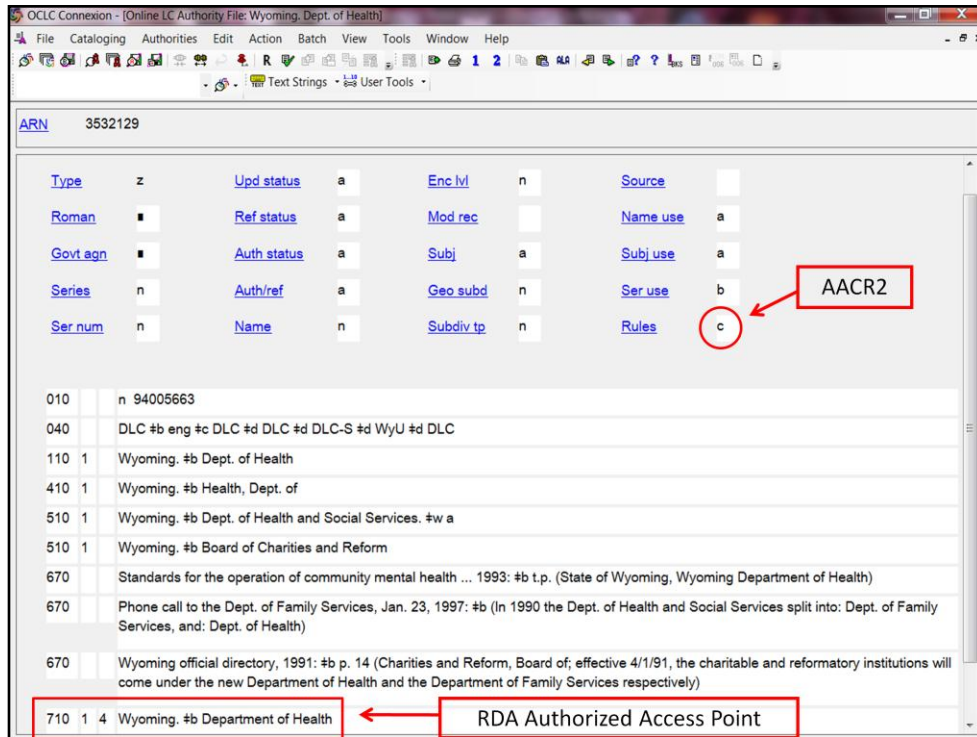 OCLC Connexion - [Online LC Authority File: Wyoming. Dept. of Health]
File Cataloging Authorities Edit Action Batch View Tools Window Help
R 1 2 ALA ? ?
Text Strings User Tools
ARN 3532129
Type z Upd status a Enc lvl n Source
Roman ■ Ref status a Mod rec Name use a
Govt agn ■ Auth status a Subj a Subj use a
Series n Auth/ref a Geo subd n Ser use b
AACR2
Ser num n Name n Subdiv tp n Rules c
010 n 94005663
040 DLC ‡b eng ‡c DLC ‡d DLC ‡d DLC-S ‡d WyU ‡d DLC
110 1 Wyoming. ‡b Dept. of Health
410 1 Wyoming. ‡b Health, Dept. of
510 1 Wyoming. ‡b Dept. of Health and Social Services. ‡w a
510 1 Wyoming. ‡b Board of Charities and Reform
670 Standards for the operation of community mental health ... 1993: ‡b t.p. (State of Wyoming, Wyoming Department of Health)
670 Phone call to the Dept. of Family Services, Jan. 23, 1997: ‡b (In 1990 the Dept. of Health and Social Services split into: Dept. of Family
Services, and: Dept. of Health)
670 Wyoming official directory, 1991: ‡b p. 14 (Charities and Reform, Board of; effective 4/1/91, the charitable and reformatory institutions will
come under the new Department of Health and the Department of Family Services respectively)
710 1 4 Wyoming. ‡b Department of Health
RDA Authorized Access Point